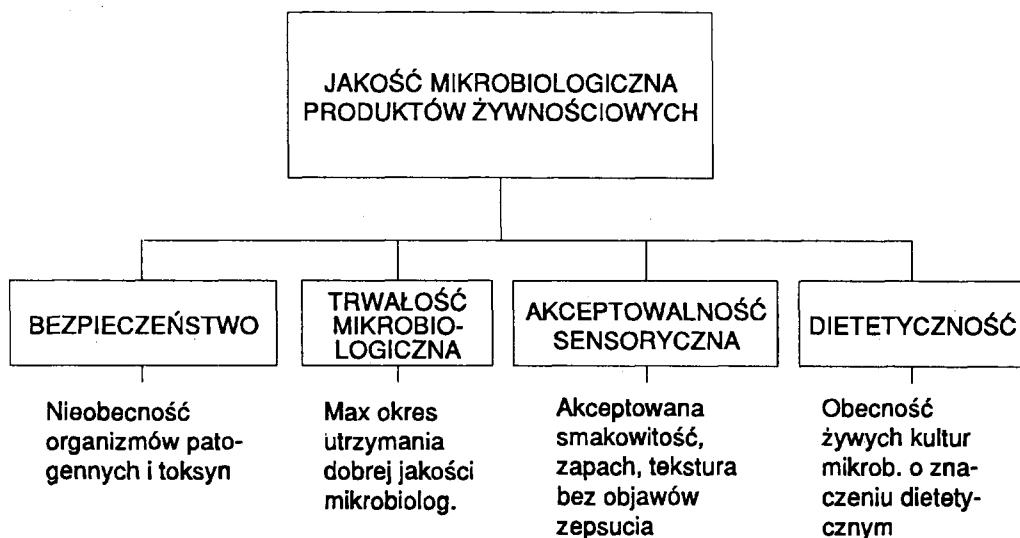 JAKOŚĆ MIKROBIOLOGICZNA
PRODUKTÓW ŻYWNOŚCIOWYCH
BEZPIECZEŃSTWO
TRWAŁOŚĆ
MIKROBIO-
LOGICZNA
AKCEPTOWALNOŚĆ
SENSORYCZNA
DIETETYCZNOŚĆ
Nieobecność
organizmów pato-
gennych i toksyn
Max okres
utrzymania
dobrej jakości
mikrobiolog.
Akceptowana
smakowitość,
zapach, tekstura
bez objawów
zepsucia
Obecność
żywych kultur
mikrob. o zna-
czeniu dietety-
cznym